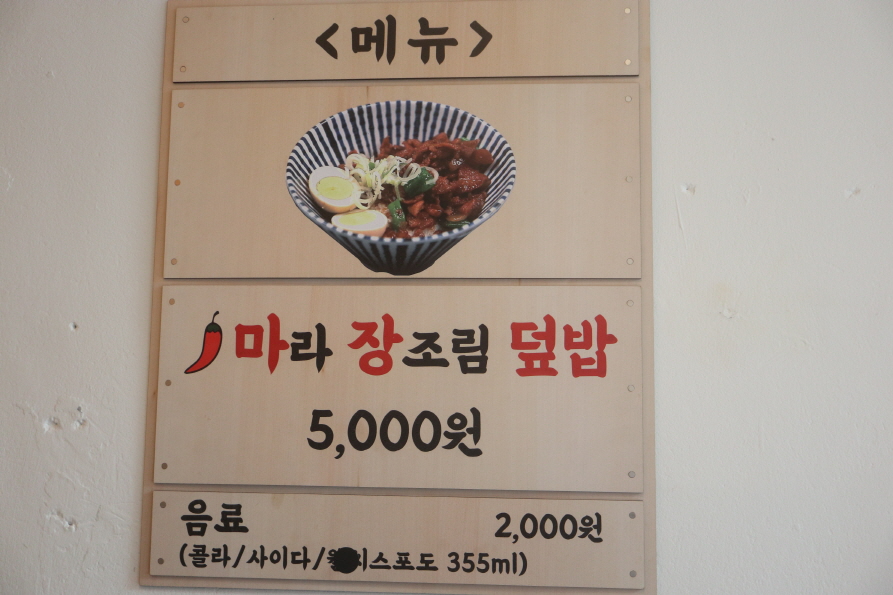 <메뉴>
마라 장조림 덮밥
5,000원
음료 2,000원
(콜라/사이다/스포도 355ml)